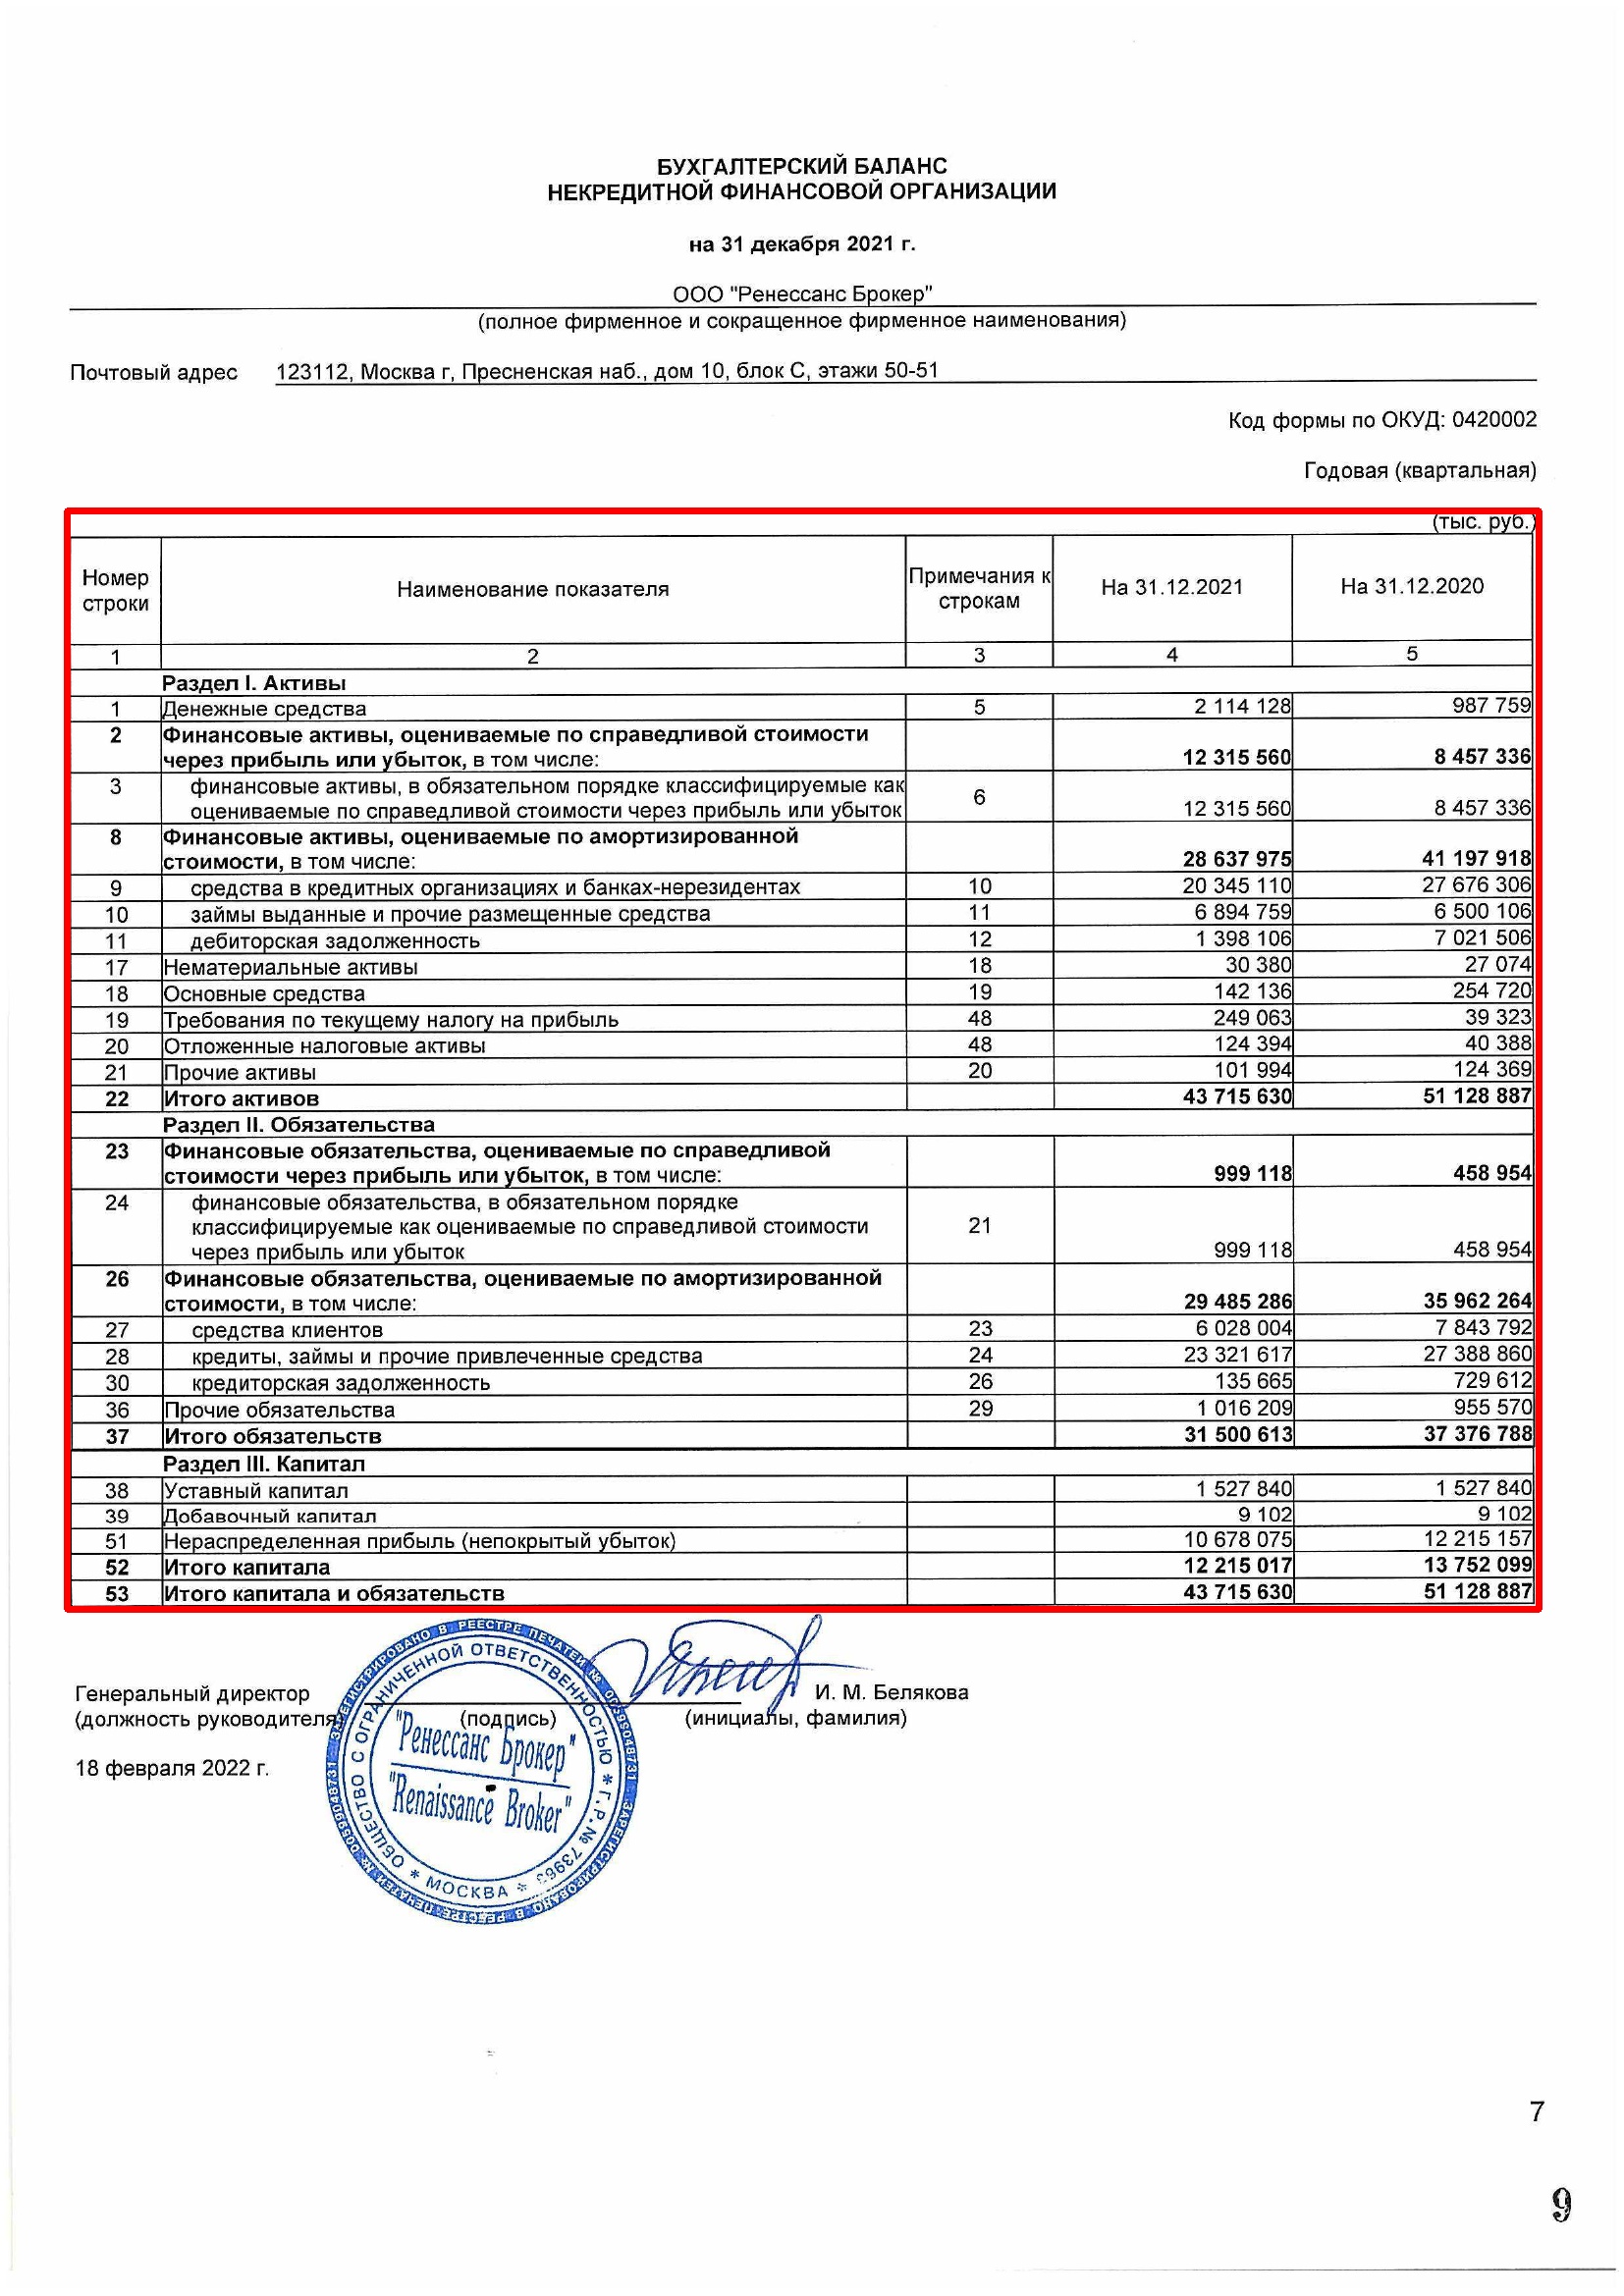 БУХГАЛТЕРСКИЙ БАЛАНС
НЕКРЕДИТНОЙ ФИНАНСОВОЙ ОРГАНИЗАЦИИ
на 31 декабря 2021 г.
ООО "Ренессанс Брокер"
(полное фирменное и сокращенное фирменное наименования)
Почтовый адрес 123112, Москва г, Пресненская наб., дом 10, блок С, этажи 50-51
Код формы по ОКУД: 0420002
Годовая (квартальная)
(тыс. руб.)
Номер строки Наименование показателя Примечания к строкам На 31.12.2021 На 31.12.2020
1 2 3 4 5
Раздел I. Активы
1 Денежные средства 5 2 114 128 987 759
2 Финансовые активы, оцениваемые по справедливой стоимости
через прибыль или убыток, в том числе: 12 315 560 8 457 336
3 финансовые активы, в обязательном порядке классифицируемые как
оцениваемые по справедливой стоимости через прибыль или убыток 6 12 315 560 8 457 336
8 Финансовые активы, оцениваемые по амортизированной
стоимости, в том числе: 28 637 975 41 197 918
9 средства в кредитных организациях и банках-нерезидентах 10 20 345 110 27 676 306
10 займы выданные и прочие размещенные средства 11 6 894 759 6 500 106
11 дебиторская задолженность 12 1 398 106 7 021 506
17 Нематериальные активы 18 30 380 27 074
18 Основные средства 19 142 136 254 720
19 Требования по текущему налогу на прибыль 48 249 063 39 323
20 Отложенные налоговые активы 48 124 394 40 388
21 Прочие активы 20 101 994 124 369
22 Итого активов 43 715 630 51 128 887
Раздел II. Обязательства
23 Финансовые обязательства, оцениваемые по справедливой
стоимости через прибыль или убыток, в том числе: 999 118 458 954
24 финансовые обязательства, в обязательном порядке
классифицируемые как оцениваемые по справедливой стоимости 21
через прибыль или убыток 999 118 458 954
26 Финансовые обязательства, оцениваемые по амортизированной
стоимости, в том числе: 29 485 286 35 962 264
27 средства клиентов 23 6 028 004 7 843 792
28 кредиты, займы и прочие привлеченные средства 24 23 321 617 27 388 860
30 кредиторская задолженность 26 135 665 729 612
36 Прочие обязательства 29 1 016 209 955 570
37 Итого обязательств 31 500 613 37 376 788
Раздел III. Капитал
38 Уставный капитал 1 527 840 1 527 840
39 Добавочный капитал 9 102 9 102
51 Нераспределенная прибыль (непокрытый убыток) 10 678 075 12 215 157
52 Итого капитала 12 215 017 13 752 099
53 Итого капитала и обязательств 43 715 630 51 128 887
Генеральный директор И. М. Белякова
(должность руководителя (подпись) (инициалы, фамилия)
18 февраля 2022 г.
ОБЩЕСТВО С ОГРАНИЧЕННОЙ ОТВЕТСТВЕННОСТЬЮ * Г.Р.№ 73963 * МОСКВА *
"Ренессанс Брокер"
"Renaissance Broker"
7
9